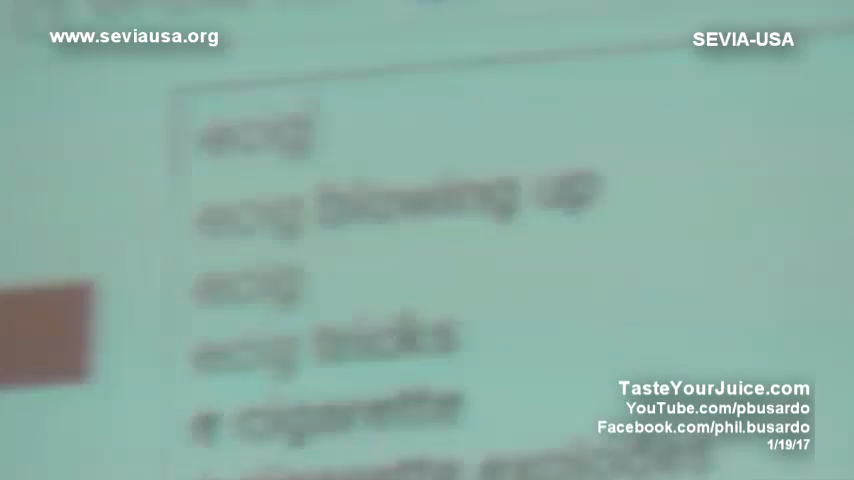 www.seviausa.org
SEVIA-USA
ecig
ecig blowing up
ecig
ecig tricks
e cigarette
TasteYourJuice.com
YouTube.com/pbusardo
Facebook.com/phil.busardo
1/19/17